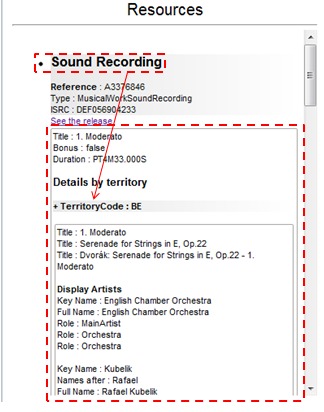 Resources
Sound Recording
Reference : A3376846
Type : MusicalWorkSoundRecording
ISRC : DEF056904233
See the release
Title : 1. Moderato
Bonus : false
Duration : PT4M33.000S
Details by territory
+ TerritoryCode : BE
Title : 1. Moderato
Title : Serenade for Strings in E, Op.22
Title : Dvorák: Serenade for Strings in E, Op.22 - 1.
Moderato
Display Artists
Key Name : English Chamber Orchestra
Full Name : English Chamber Orchestra
Role : MainArtist
Role : Orchestra
Role : Orchestra
Key Name : Kubelik
Names after : Rafael
Full Name : Rafael Kubelik